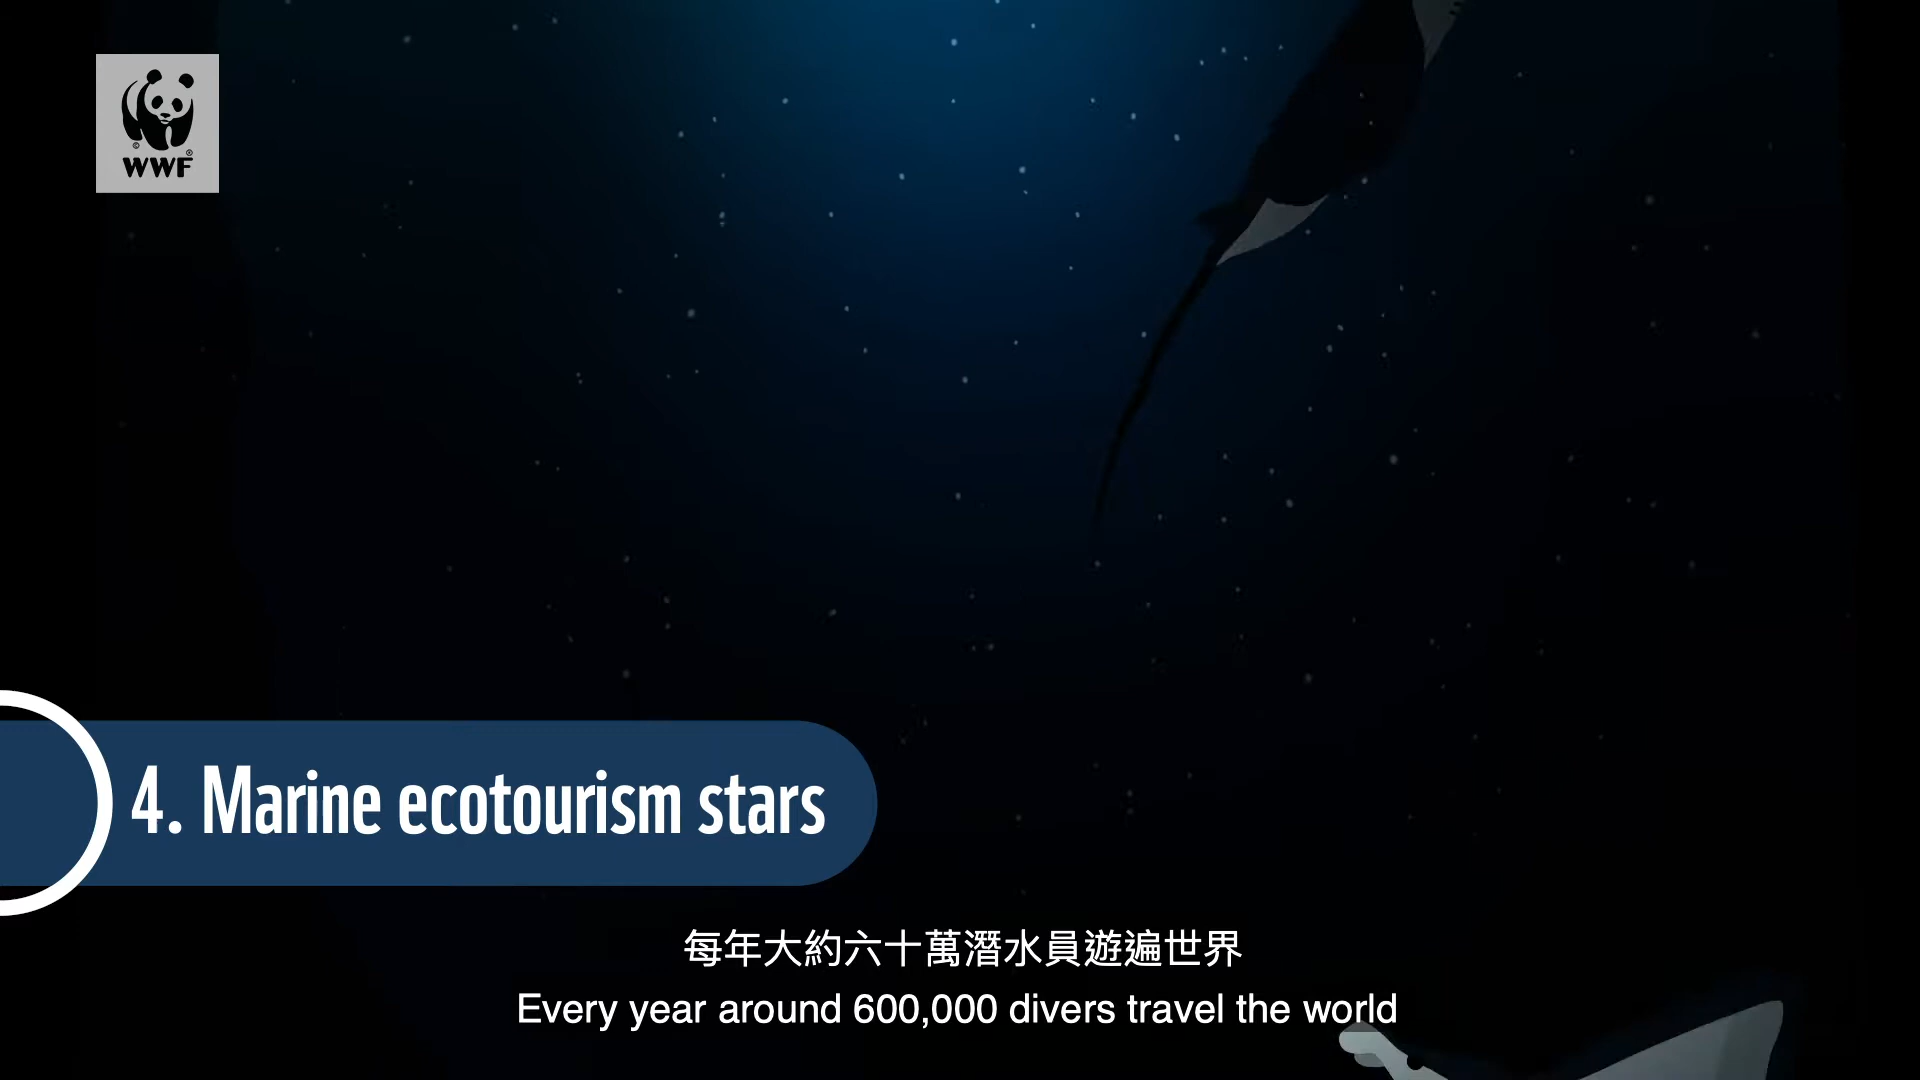 WWF
4. Marine ecotourism stars
每年大約六十萬潛水員遊遍世界
Every year around 600,000 divers travel the world